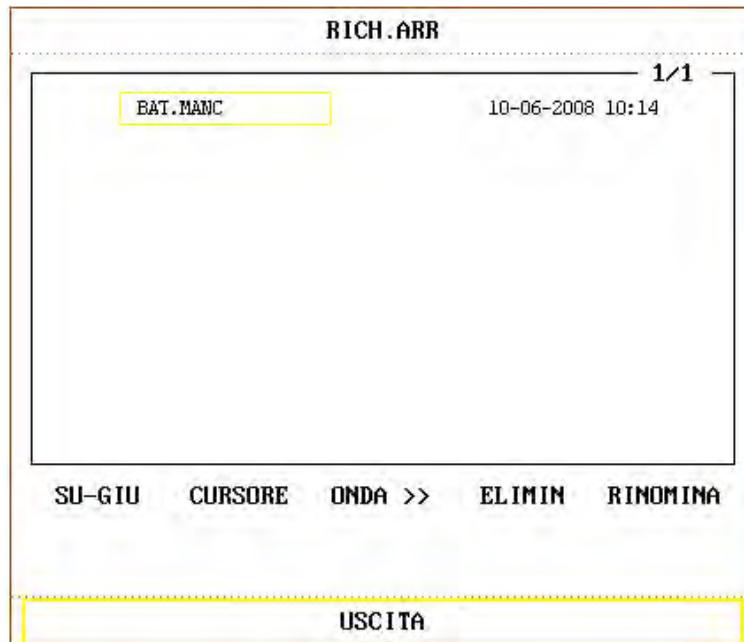 RICH.ARR
1/1
BAT.MANC 10-06-2008 10:14
SU-GIU CURSORE ONDA >> ELIMIN RINOMINA
USCITA